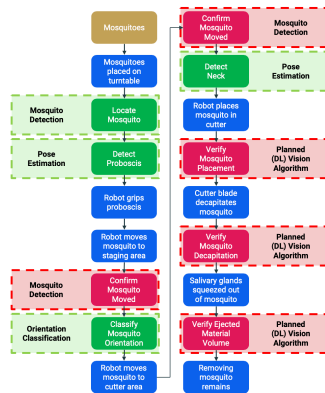 Mosquitoes
Mosquitoes
placed on
turntable
Mosquito
Detection
Locate
Mosquito
Pose
Estimation
Detect
Proboscis
Robot grips
proboscis
Robot moves
mosquito to
staging area
Mosquito
Detection
Confirm
Mosquito
Moved
Orientation
Classification
Classify
Mosquito
Orientation
Robot moves
mosquito to
cutter area
Confirm
Mosquito
Moved
Mosquito
Detection
Detect
Neck
Pose
Estimation
Robot places
mosquito in
cutter
Verify
Mosquito
Placement
Planned
(DL) Vision
Algorithm
Cutter blade
decapitates
mosquito
Verify
Mosquito
Decapitation
Planned
(DL) Vision
Algorithm
Salivary glands
squeezed out
of mosquito
Verify Ejected
Material
Volume
Planned
(DL) Vision
Algorithm
Removing
mosquito
remains